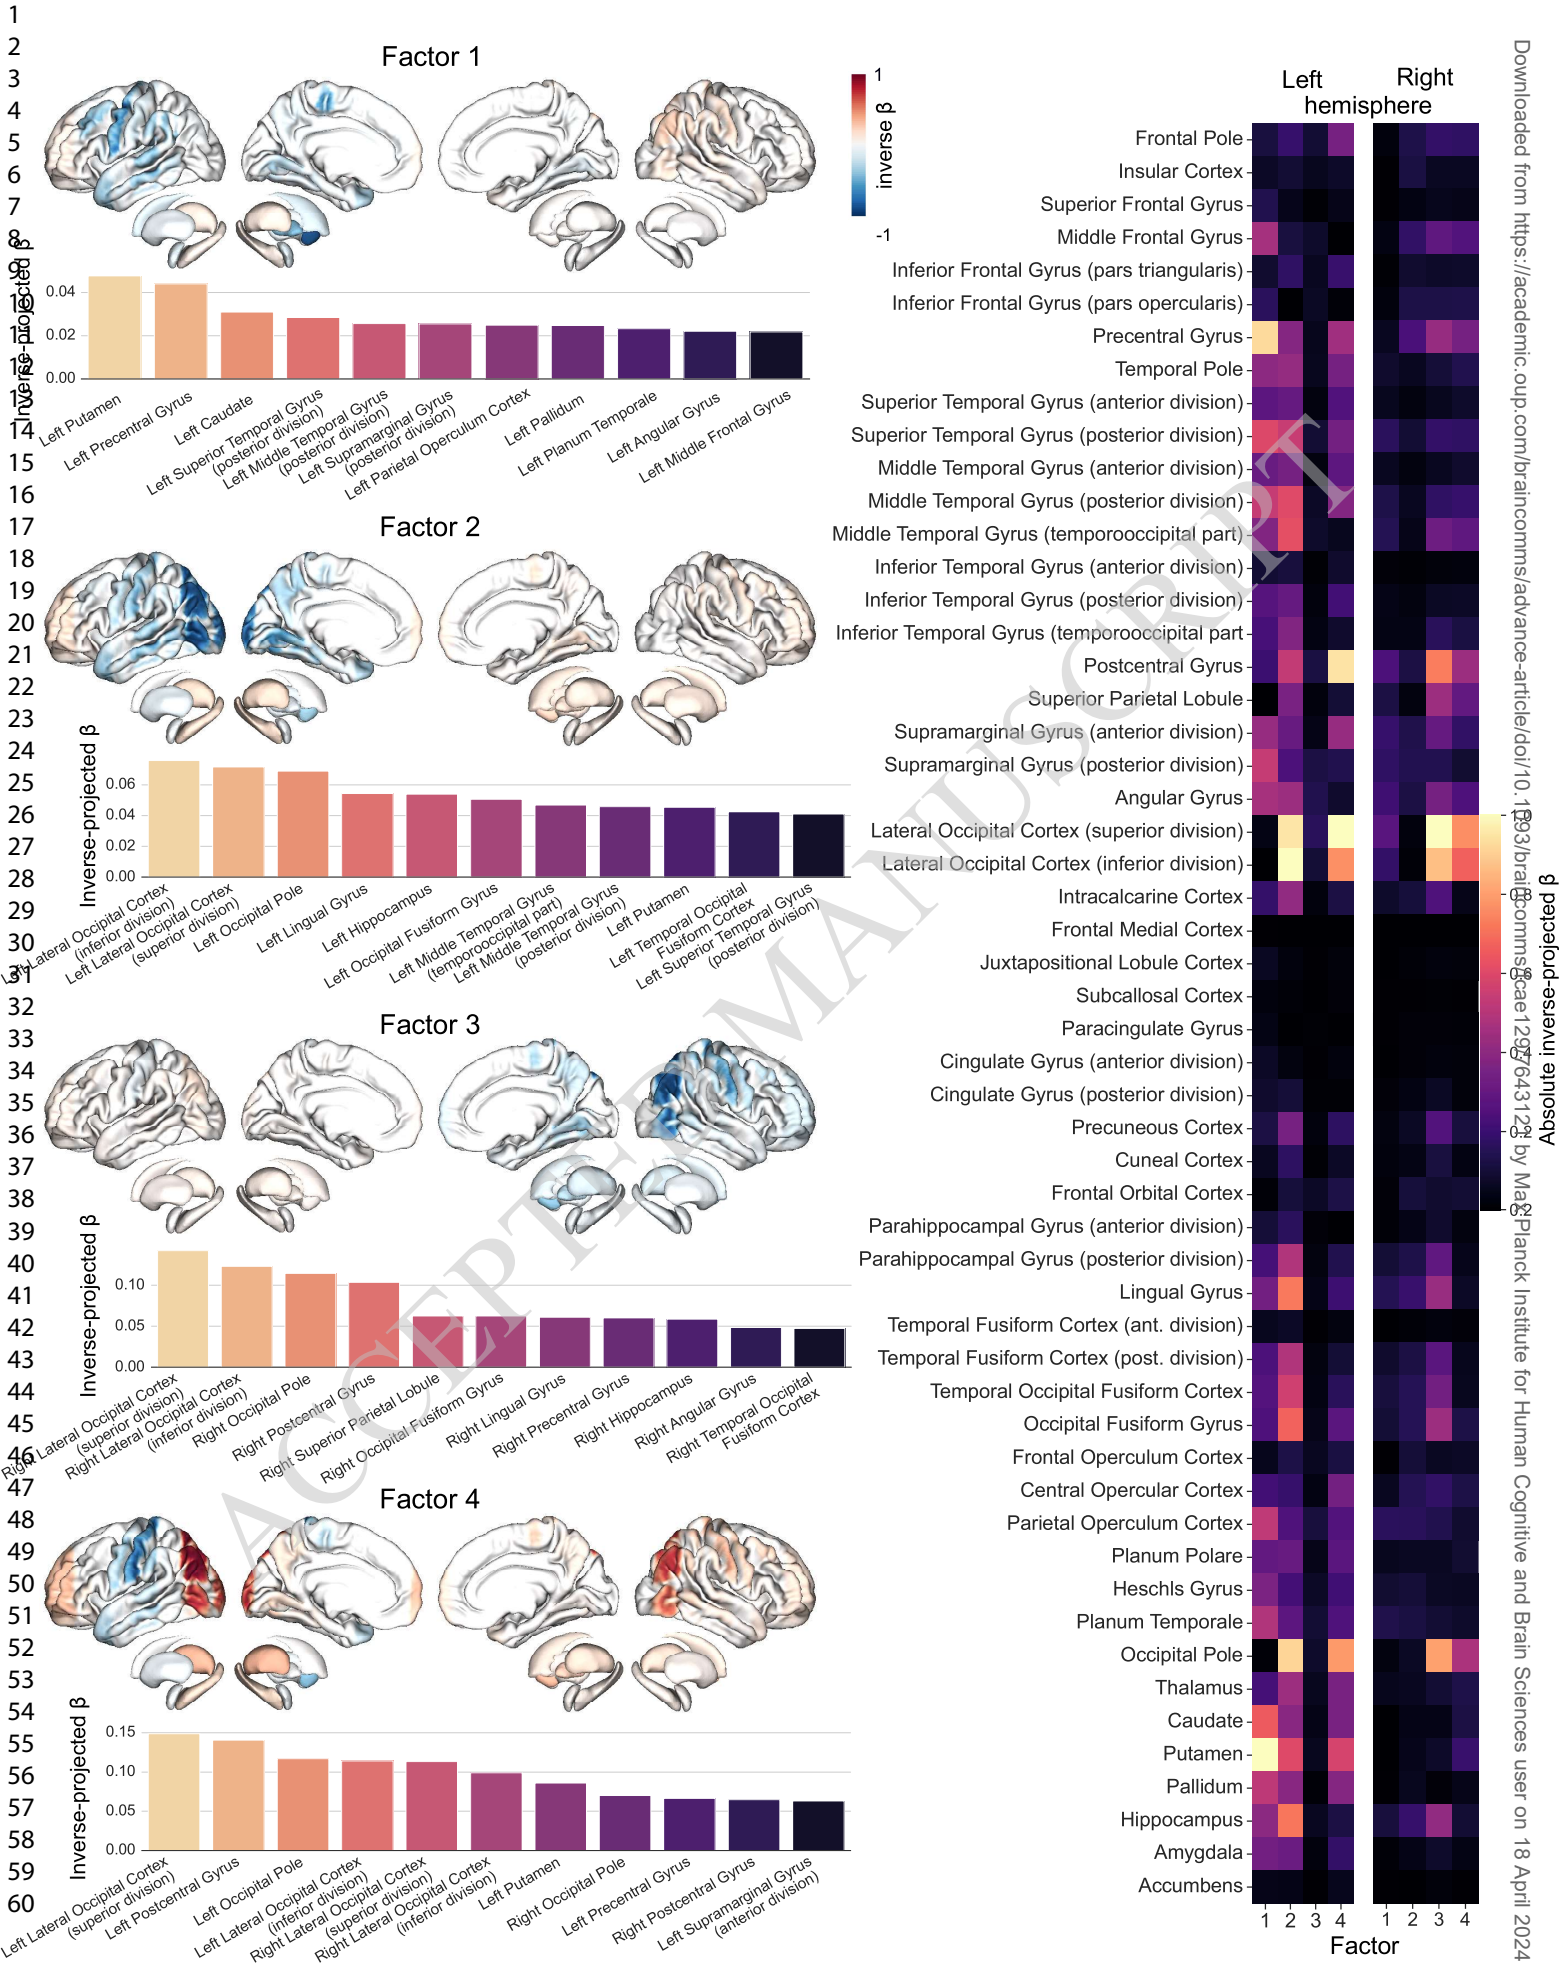 1
2
3
4
5
6
7
8
9
10
11
12
13
14
15
16
17
18
19
20
21
22
23
24
25
26
27
28
29
30
31
32
33
34
35
36
37
38
39
40
41
42
43
44
45
46
47
48
49
50
51
52
53
54
55
56
57
58
59
60
Factor 1
1
inverse β
-1
Inverse-projected β
0.04
0.02
0.00
Left Putamen
Left Precentral Gyrus
Left Caudate
Left Superior Temporal Gyrus
(posterior division)
Left Middle Temporal Gyrus
(posterior division)
Left Supramarginal Gyrus
(posterior division)
Left Parietal Operculum Cortex
Left Pallidum
Left Planum Temporale
Left Angular Gyrus
Left Middle Frontal Gyrus
Factor 2
Inverse-projected β
0.06
0.04
0.02
0.00
Left Lateral Occipital Cortex
(inferior division)
Left Lateral Occipital Cortex
(superior division)
Left Occipital Pole
Left Lingual Gyrus
Left Hippocampus
Left Occipital Fusiform Gyrus
Left Middle Temporal Gyrus
(temporooccipital part)
Left Middle Temporal Gyrus
(posterior division)
Left Putamen
Left Temporal Occipital
Fusiform Cortex
Left Superior Temporal Gyrus
(posterior division)
Factor 3
Inverse-projected β
0.10
0.05
0.00
Right Lateral Occipital Cortex
(superior division)
Right Lateral Occipital Cortex
(inferior division)
Right Occipital Pole
Right Postcentral Gyrus
Right Superior Parietal Lobule
Right Occipital Fusiform Gyrus
Right Lingual Gyrus
Right Precentral Gyrus
Right Hippocampus
Right Angular Gyrus
Right Temporal Occipital
Fusiform Cortex
Factor 4
Inverse-projected β
0.15
0.10
0.05
0.00
Left Lateral Occipital Cortex
(superior division)
Left Postcentral Gyrus
Left Occipital Pole
Left Lateral Occipital Cortex
(inferior division)
Right Lateral Occipital Cortex
(superior division)
Right Lateral Occipital Cortex
(inferior division)
Left Putamen
Right Occipital Pole
Left Precentral Gyrus
Right Postcentral Gyrus
Left Supramarginal Gyrus
(anterior division)
Left
Right
hemisphere
Frontal Pole
Insular Cortex
Superior Frontal Gyrus
Middle Frontal Gyrus
Inferior Frontal Gyrus (pars triangularis)
Inferior Frontal Gyrus (pars opercularis)
Precentral Gyrus
Temporal Pole
Superior Temporal Gyrus (anterior division)
Superior Temporal Gyrus (posterior division)
Middle Temporal Gyrus (anterior division)
Middle Temporal Gyrus (posterior division)
Middle Temporal Gyrus (temporooccipital part)
Inferior Temporal Gyrus (anterior division)
Inferior Temporal Gyrus (posterior division)
Inferior Temporal Gyrus (temporooccipital part
Postcentral Gyrus
Superior Parietal Lobule
Supramarginal Gyrus (anterior division)
Supramarginal Gyrus (posterior division)
Angular Gyrus
Lateral Occipital Cortex (superior division)
Lateral Occipital Cortex (inferior division)
Intracalcarine Cortex
Frontal Medial Cortex
Juxtapositional Lobule Cortex
Subcallosal Cortex
Paracingulate Gyrus
Cingulate Gyrus (anterior division)
Cingulate Gyrus (posterior division)
Precuneous Cortex
Cuneal Cortex
Frontal Orbital Cortex
Parahippocampal Gyrus (anterior division)
Parahippocampal Gyrus (posterior division)
Lingual Gyrus
Temporal Fusiform Cortex (ant. division)
Temporal Fusiform Cortex (post. division)
Temporal Occipital Fusiform Cortex
Occipital Fusiform Gyrus
Frontal Operculum Cortex
Central Opercular Cortex
Parietal Operculum Cortex
Planum Polare
Heschls Gyrus
Planum Temporale
Occipital Pole
Thalamus
Caudate
Putamen
Pallidum
Hippocampus
Amygdala
Accumbens
1 2 3 4 1 2 3 4
Factor
1.0
0.8
0.6
0.4
0.2
0.2
Absolute inverse-projected β
ACCEPTED MANUSCRIPT
Downloaded from https://academic.oup.com/braincomms/advance-article/doi/10.1093/braincomms/fcae129/7643122 by Max Planck Institute for Human Cognitive and Brain Sciences user on 18 April 2024